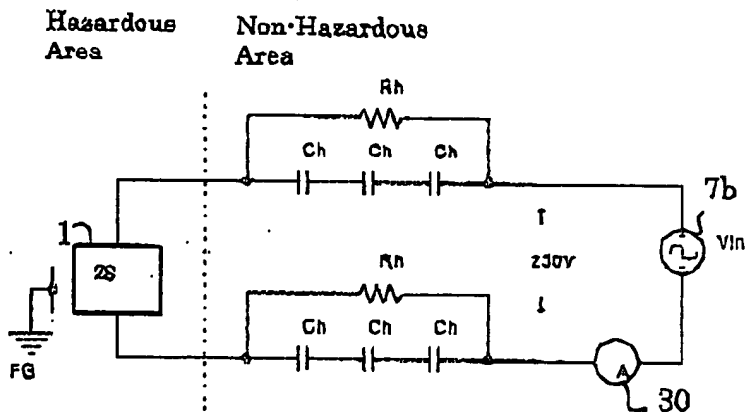 Hazardous Area
Non·Hazardous Area
Rh
Ch Ch Ch
7b
Vin
1
2S
230V
Rh
Ch Ch Ch
FG
A
30